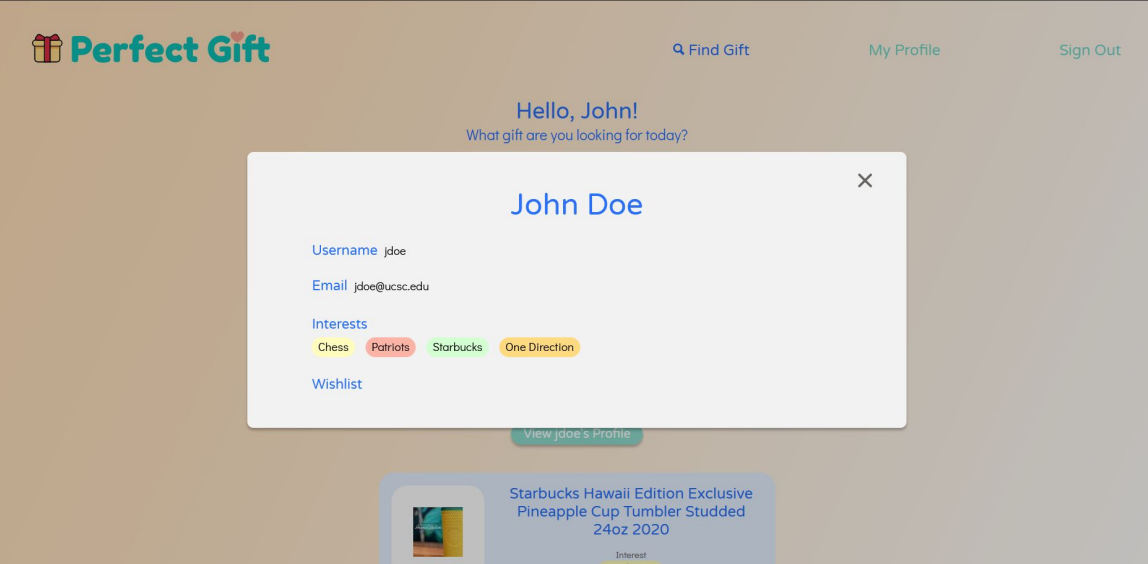 Perfect Gift
Find Gift
My Profile
Sign Out
Hello, John!
What gift are you looking for today?
John Doe
Username jdoe
Email jdoe@ucsc.edu
Interests
Chess Patriots Starbucks One Direction
Wishlist
View jdoe's Profile
Starbucks Hawaii Edition Exclusive
Pineapple Cup Tumbler Studded
24oz 2020
Interest